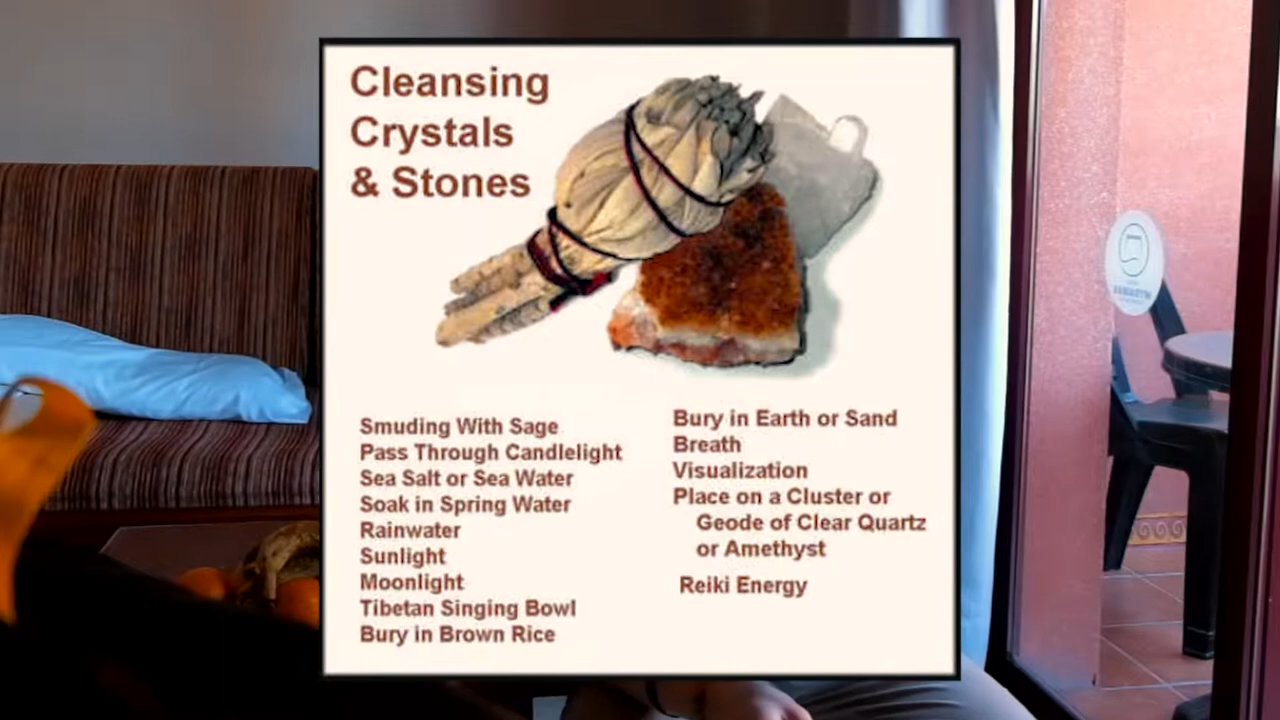 Cleansing
Crystals
& Stones
Smuding With Sage
Pass Through Candlelight
Sea Salt or Sea Water
Soak in Spring Water
Rainwater
Sunlight
Moonlight
Tibetan Singing Bowl
Bury in Brown Rice
Bury in Earth or Sand
Breath
Visualization
Place on a Cluster or
Geode of Clear Quartz
or Amethyst
Reiki Energy